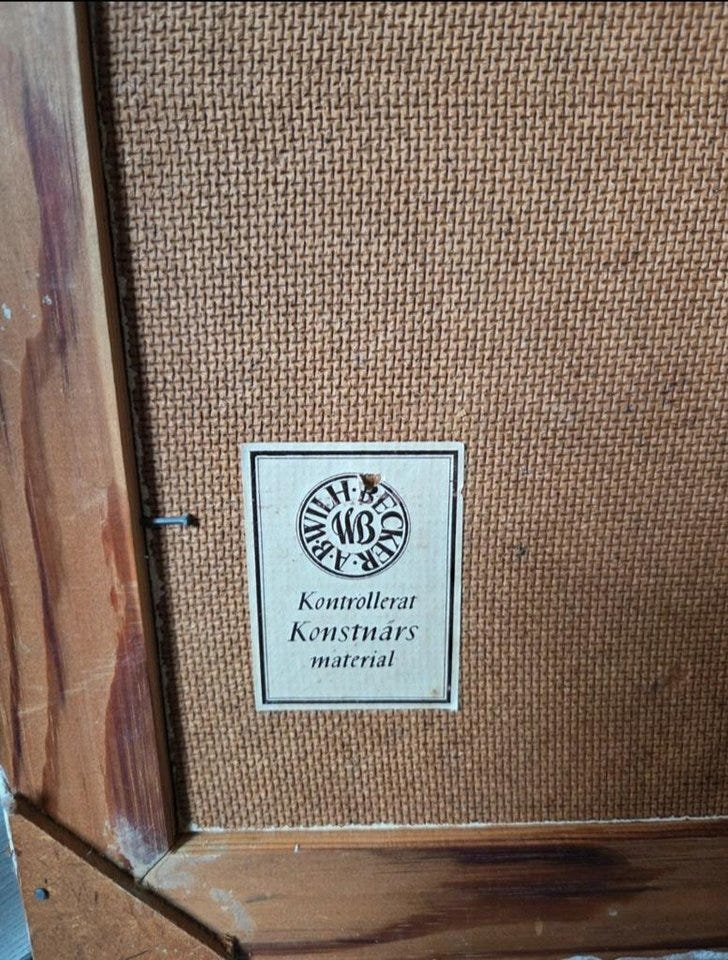 A·B·WILH·BECKER·
WB
Kontrollerat
Konstnärs
material